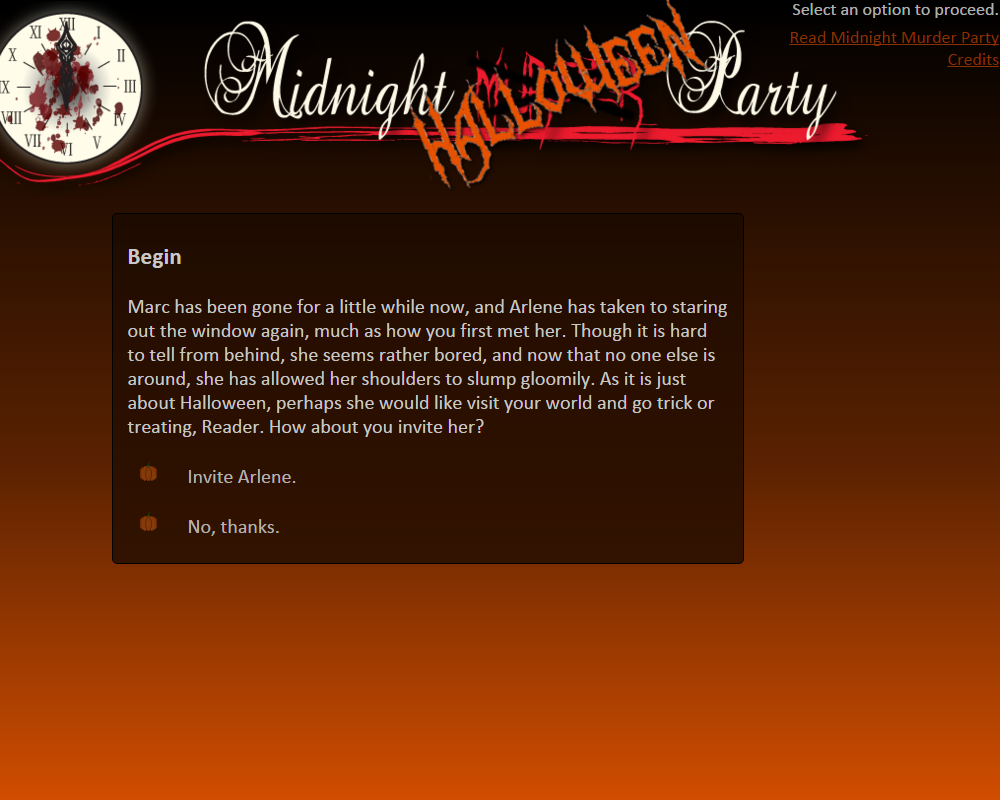 XII
I
II
III
IV
V
VI
VII
VIII
IX
X
XI
Midnight HALLOWEEN Party
Select an option to proceed.
Read Midnight Murder Party
Credits
Begin
Marc has been gone for a little while now, and Arlene has taken to staring
out the window again, much as how you first met her. Though it is hard
to tell from behind, she seems rather bored, and now that no one else is
around, she has allowed her shoulders to slump gloomily. As it is just
about Halloween, perhaps she would like visit your world and go trick or
treating, Reader. How about you invite her?
Invite Arlene.
No, thanks.